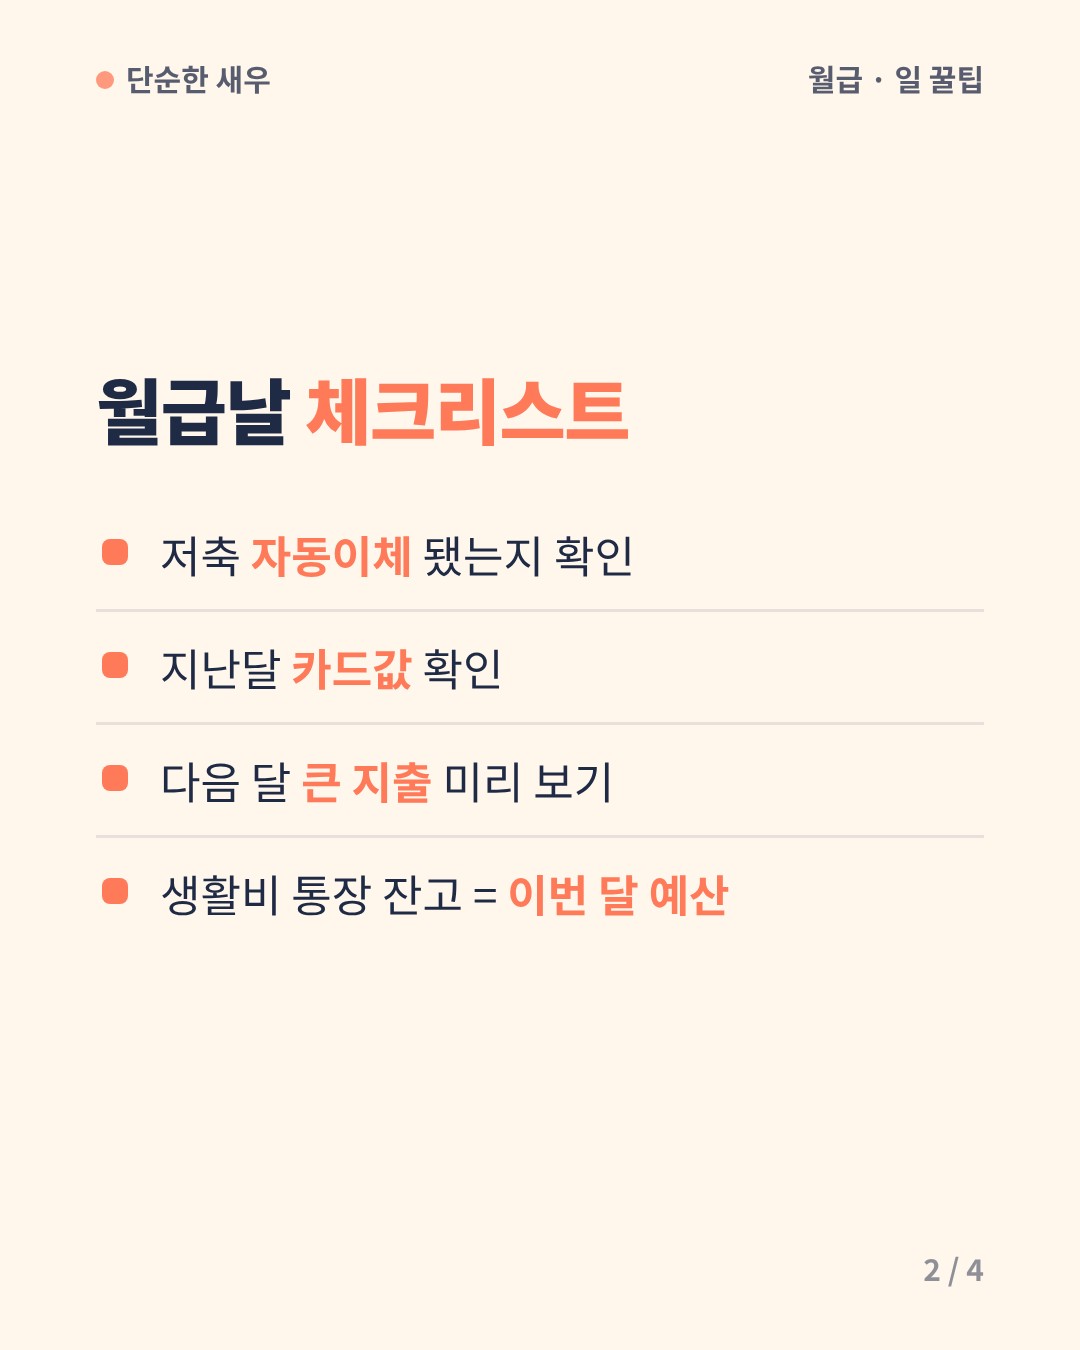 단순한 새우
월급 · 일 꿀팁
월급날 체크리스트
저축 자동이체 됐는지 확인
지난달 카드값 확인
다음 달 큰 지출 미리 보기
생활비 통장 잔고 = 이번 달 예산
2 / 4